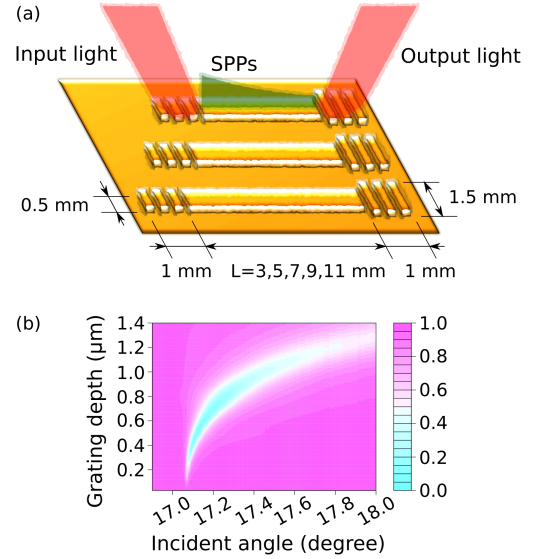 (a)
Input light
Output light
SPPs
0.5 mm
1.5 mm
1 mm
L=3,5,7,9,11 mm
1 mm
(b)
Grating depth (μm)
1.4
1.2
1.0
0.8
0.6
0.4
0.2
17.0 17.2 17.4 17.6 17.8 18.0
Incident angle (degree)
1.0
0.8
0.6
0.4
0.2
0.0